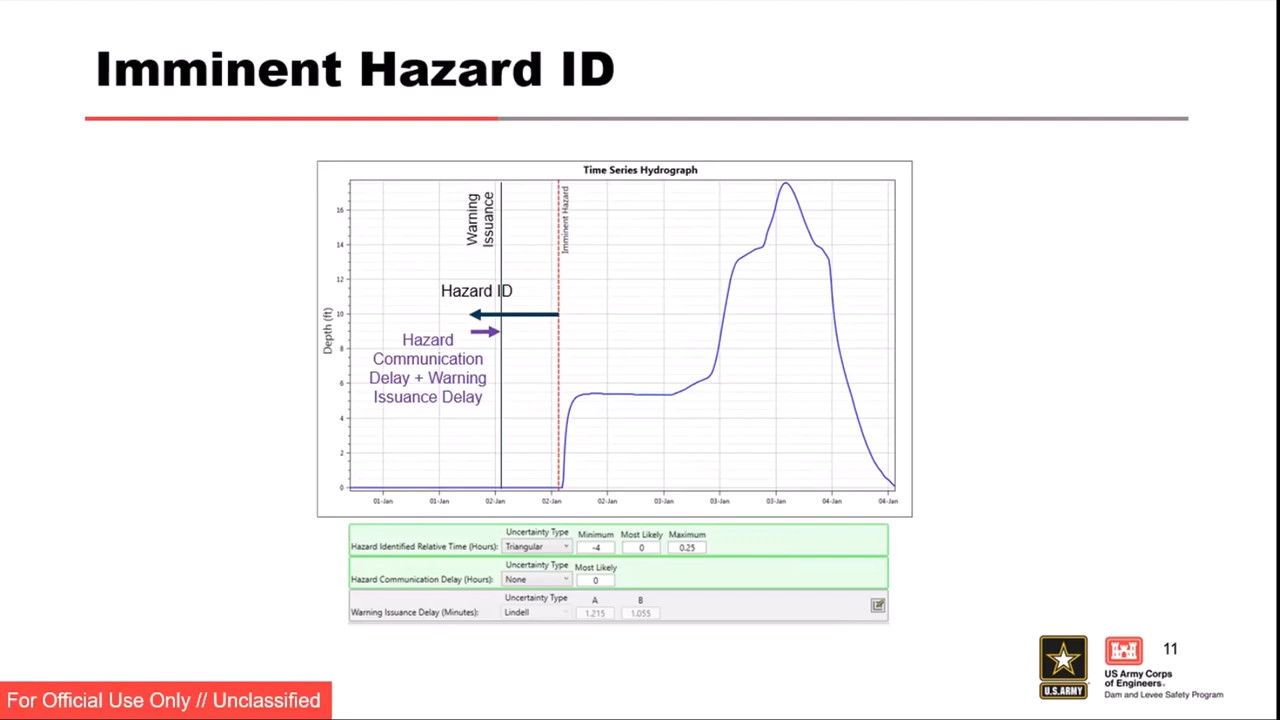 Imminent Hazard ID
Time Series Hydrograph
Warning
Issuance
Imminent Hazard
Hazard ID
Hazard
Communication
Delay + Warning
Issuance Delay
Depth (ft)
16
14
12
10
8
6
4
2
0
01-Jan 01-Jan 02-Jan 02-Jan 02-Jan 03-Jan 03-Jan 03-Jan 04-Jan 04-Jan
Uncertainty Type Minimum Most Likely Maximum
Hazard Identified Relative Time (Hours): Triangular -4 0 0.25
Uncertainty Type Most Likely
Hazard Communication Delay (Hours): None 0
Uncertainty Type A B
Warning Issuance Delay (Minutes): Lindell 1.215 1.055
11
U.S.ARMY
US Army Corps
of Engineers®
Dam and Levee Safety Program
For Official Use Only // Unclassified